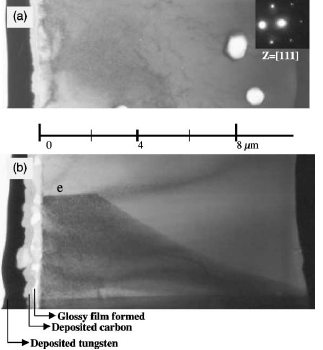 (a)
Z=[111]
0 4 8 μm
(b)
e
Glossy film formed
Deposited carbon
Deposited tungsten